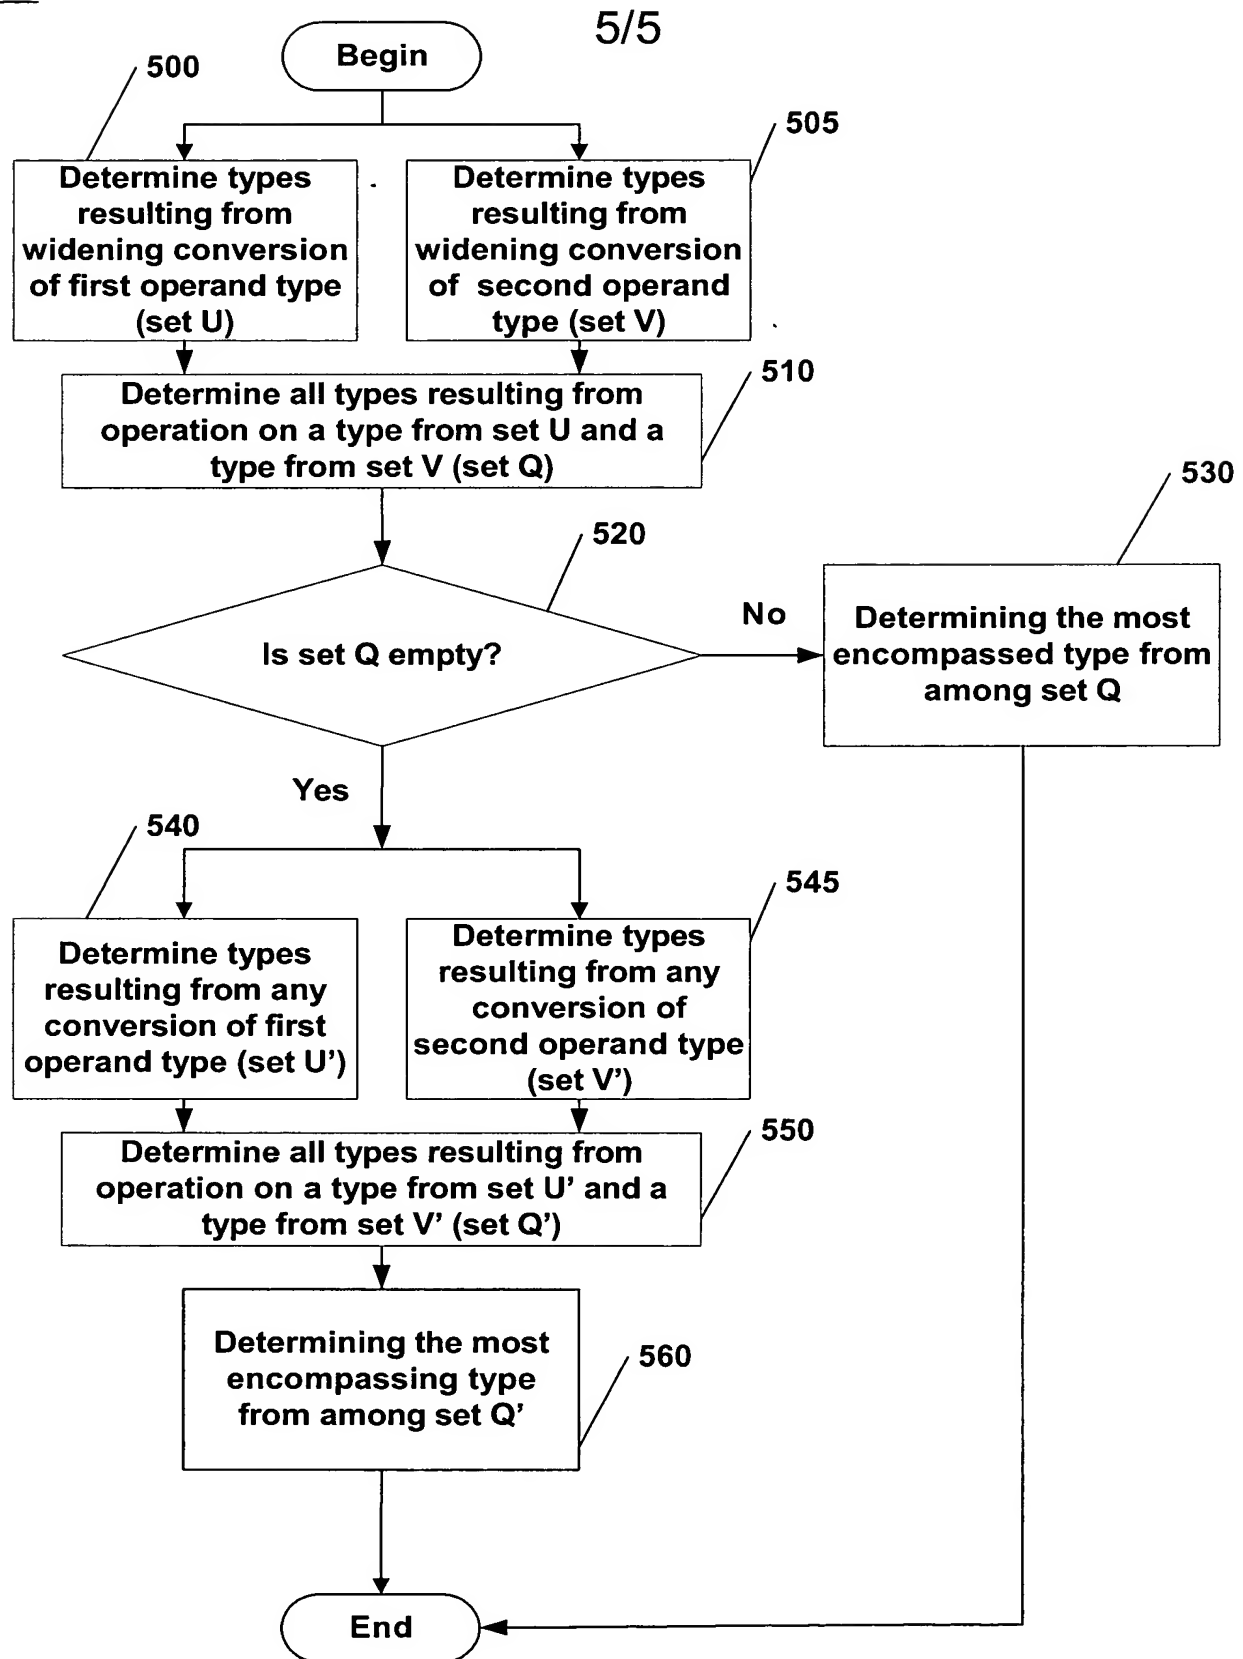 5/5
Begin
500
505
Determine types
resulting from
widening conversion
of first operand type
(set U)
Determine types
resulting from
widening conversion
of second operand
type (set V)
510
Determine all types resulting from
operation on a type from set U and a
type from set V (set Q)
520
530
Is set Q empty?
No
Determining the most
encompassed type from
among set Q
Yes
540
545
Determine types
resulting from any
conversion of first
operand type (set U')
Determine types
resulting from any
conversion of
second operand type
(set V')
550
Determine all types resulting from
operation on a type from set U' and a
type from set V' (set Q')
Determining the most
encompassing type
from among set Q'
560
End